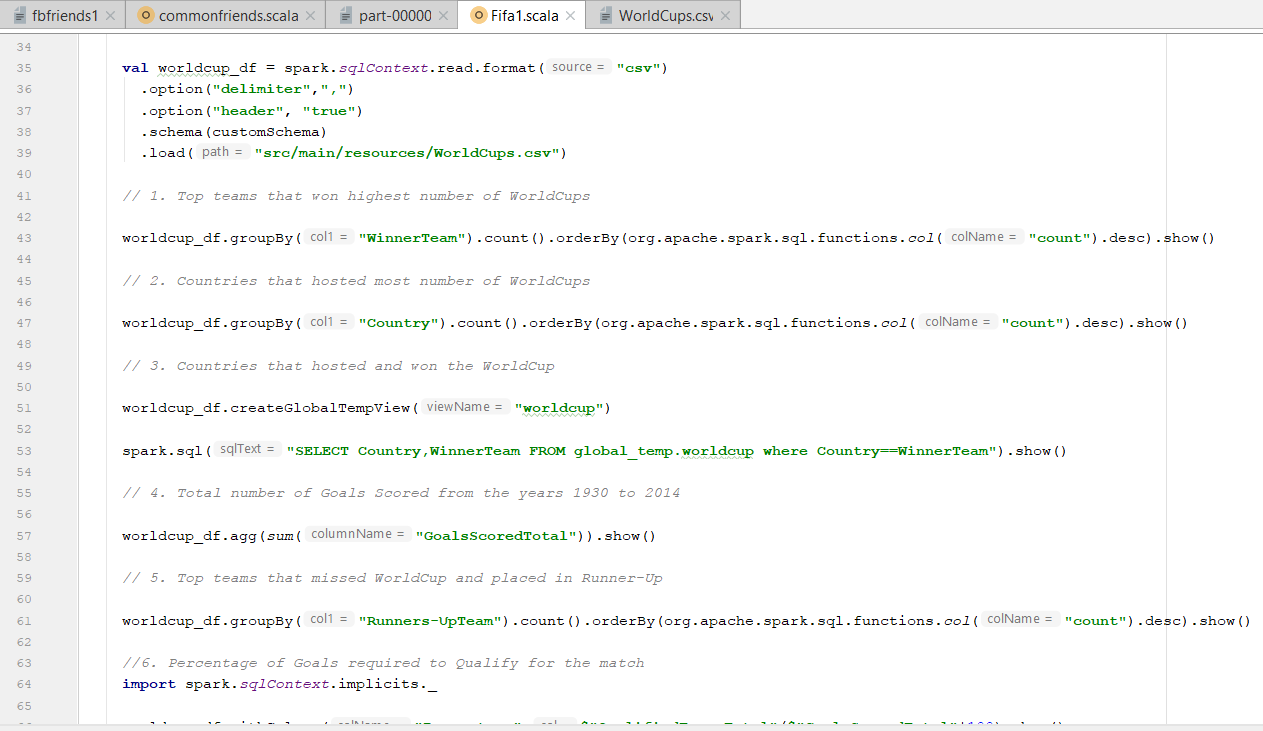 fbfriends1 commonfriends.scala part-00000 Fifa1.scala WorldCups.csv
34
35 val worldcup_df = spark.sqlContext.read.format( source = "csv")
36 .option("delimiter",",")
37 .option("header", "true")
38 .schema(customSchema)
39 .load( path = "src/main/resources/WorldCups.csv")
40
41 // 1. Top teams that won highest number of WorldCups
42
43 worldcup_df.groupBy( col1 = "WinnerTeam").count().orderBy(org.apache.spark.sql.functions.col( colName = "count").desc).show()
44
45 // 2. Countries that hosted most number of WorldCups
46
47 worldcup_df.groupBy( col1 = "Country").count().orderBy(org.apache.spark.sql.functions.col( colName = "count").desc).show()
48
49 // 3. Countries that hosted and won the WorldCup
50
51 worldcup_df.createGlobalTempView( viewName = "worldcup")
52
53 spark.sql( sqlText = "SELECT Country,WinnerTeam FROM global_temp.worldcup where Country==WinnerTeam").show()
54
55 // 4. Total number of Goals Scored from the years 1930 to 2014
56
57 worldcup_df.agg(sum( columnName = "GoalsScoredTotal")).show()
58
59 // 5. Top teams that missed WorldCup and placed in Runner-Up
60
61 worldcup_df.groupBy( col1 = "Runners-UpTeam").count().orderBy(org.apache.spark.sql.functions.col( colName = "count").desc).show()
62
63 //6. Percentage of Goals required to Qualify for the match
64 import spark.sqlContext.implicits._
65